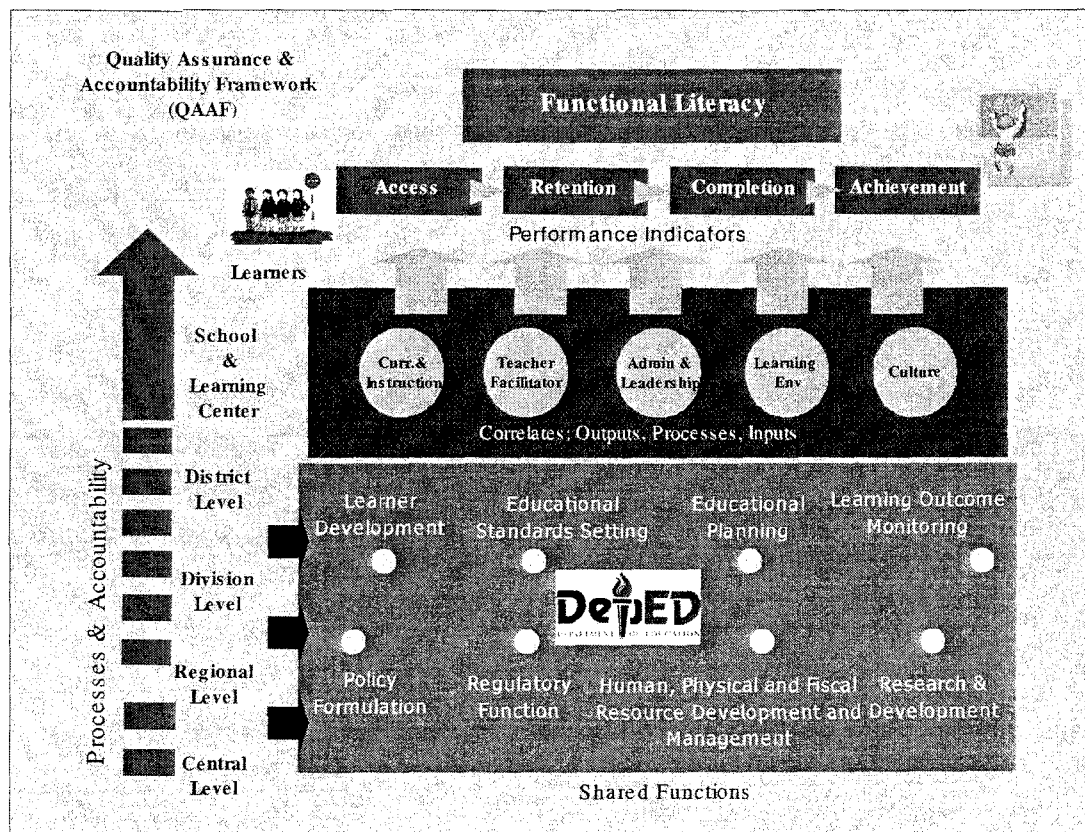 Quality Assurance &
Accountability Framework
(QAAF)
Functional Literacy
Access
Retention
Completion
Achievement
Performance Indicators
Learners
School
&
Learning
Center
Curr.&
Instruction
Teacher
Facilitator
Admin &
Leadership
Learning
Env
Culture
Correlates; Outputs, Processes, Inputs
District
Level
Division
Level
Regional
Level
Central
Level
Processes & Accountability
Learner
Development
Educational
Standards Setting
Educational
Planning
Learning Outcome
Monitoring
DepED
DEPARTMENT OF EDUCATION
Policy
Formulation
Regulatory
Function
Human, Physical and Fiscal
Resource Development and
Management
Research &
Development
Shared Functions